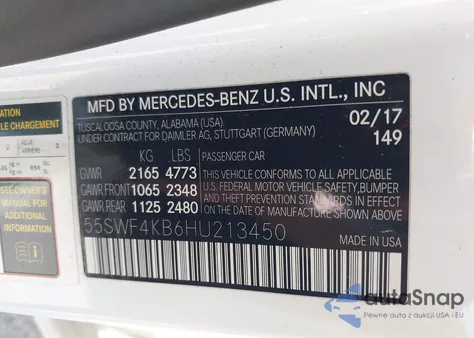 MFD BY MERCEDES-BENZ U.S. INTL., INC
TUSCALOOSA COUNTY, ALABAMA (USA).
UNDER CONTRACT FOR DAIMLER AG, STUTTGART (GERMANY)
02/17
149
KG LBS PASSENGER CAR
GVWR 2165 4773
GAWR FRONT 1065 2348
GAWR REAR 1125 2480
THIS VEHICLE CONFORMS TO ALL APPLICABLE
U.S. FEDERAL MOTOR VEHICLE SAFETY, BUMPER
AND THEFT PREVENTION STANDARDS IN EFFECT
ON THE DATE OF MANUFACTURE SHOWN ABOVE.
55SWF4KB6HU213450
MADE IN USA
ATION
LE CHARGEMENT
2 REAR 3
ARRIERE
SEE OWNER'S
MANUAL FOR
ADDITIONAL
INFORMATION
autoSnap
Pewne auta z aukcji USA i EU